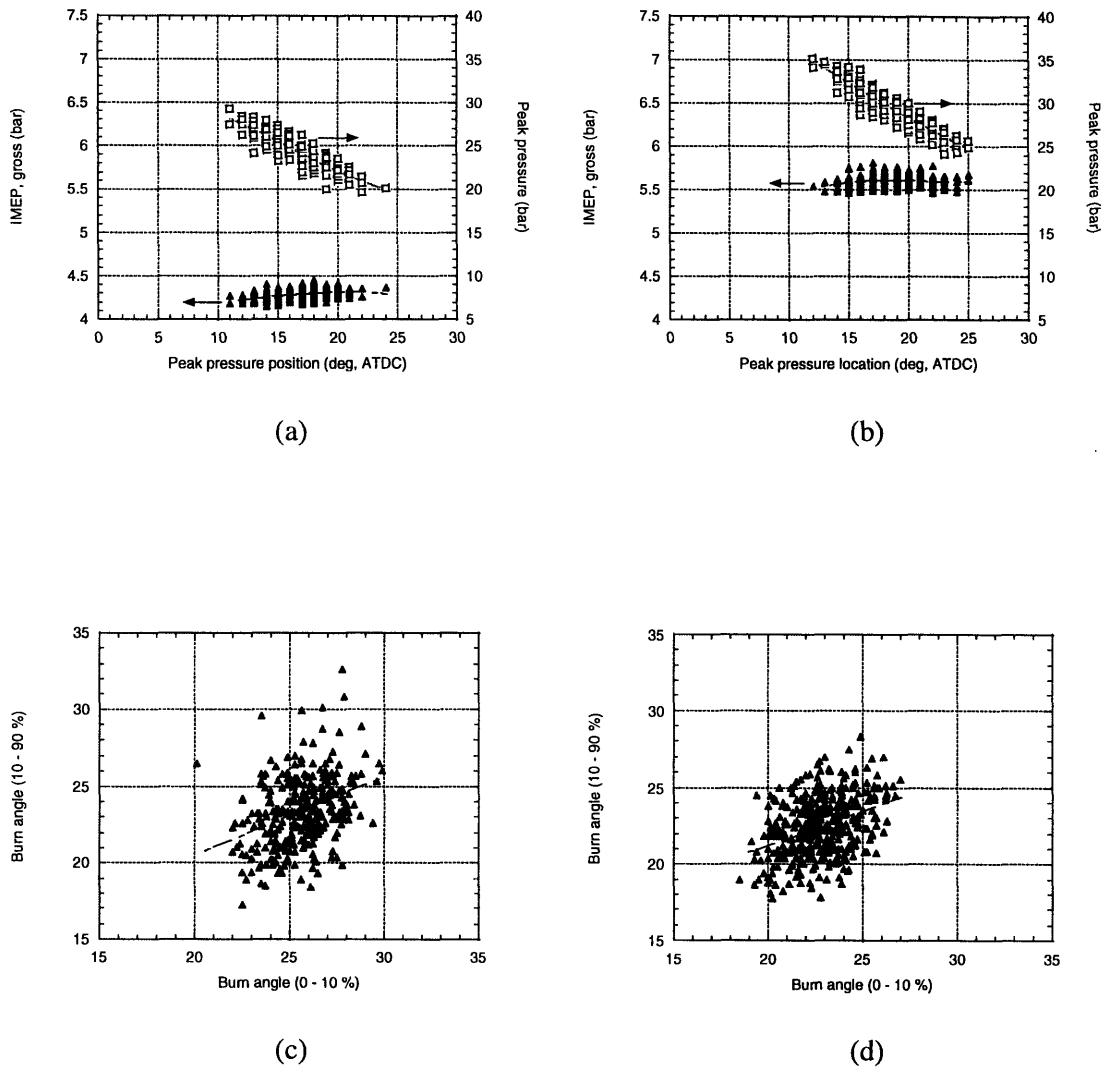 7.5
7
6.5
6
5.5
5
4.5
4
40
35
30
25
20
15
10
5
0 5 10 15 20 25 30
IMEP, gross (bar)
Peak pressure (bar)
Peak pressure position (deg, ATDC)
(a)
7.5
7
6.5
6
5.5
5
4.5
4
40
35
30
25
20
15
10
5
0 5 10 15 20 25 30
IMEP, gross (bar)
Peak pressure (bar)
Peak pressure location (deg, ATDC)
(b)
35
30
25
20
15
15 20 25 30 35
Burn angle (10 - 90 %)
Burn angle (0 - 10 %)
(c)
35
30
25
20
15
15 20 25 30 35
Burn angle (10 - 90 %)
Burn angle (0 - 10 %)
(d)